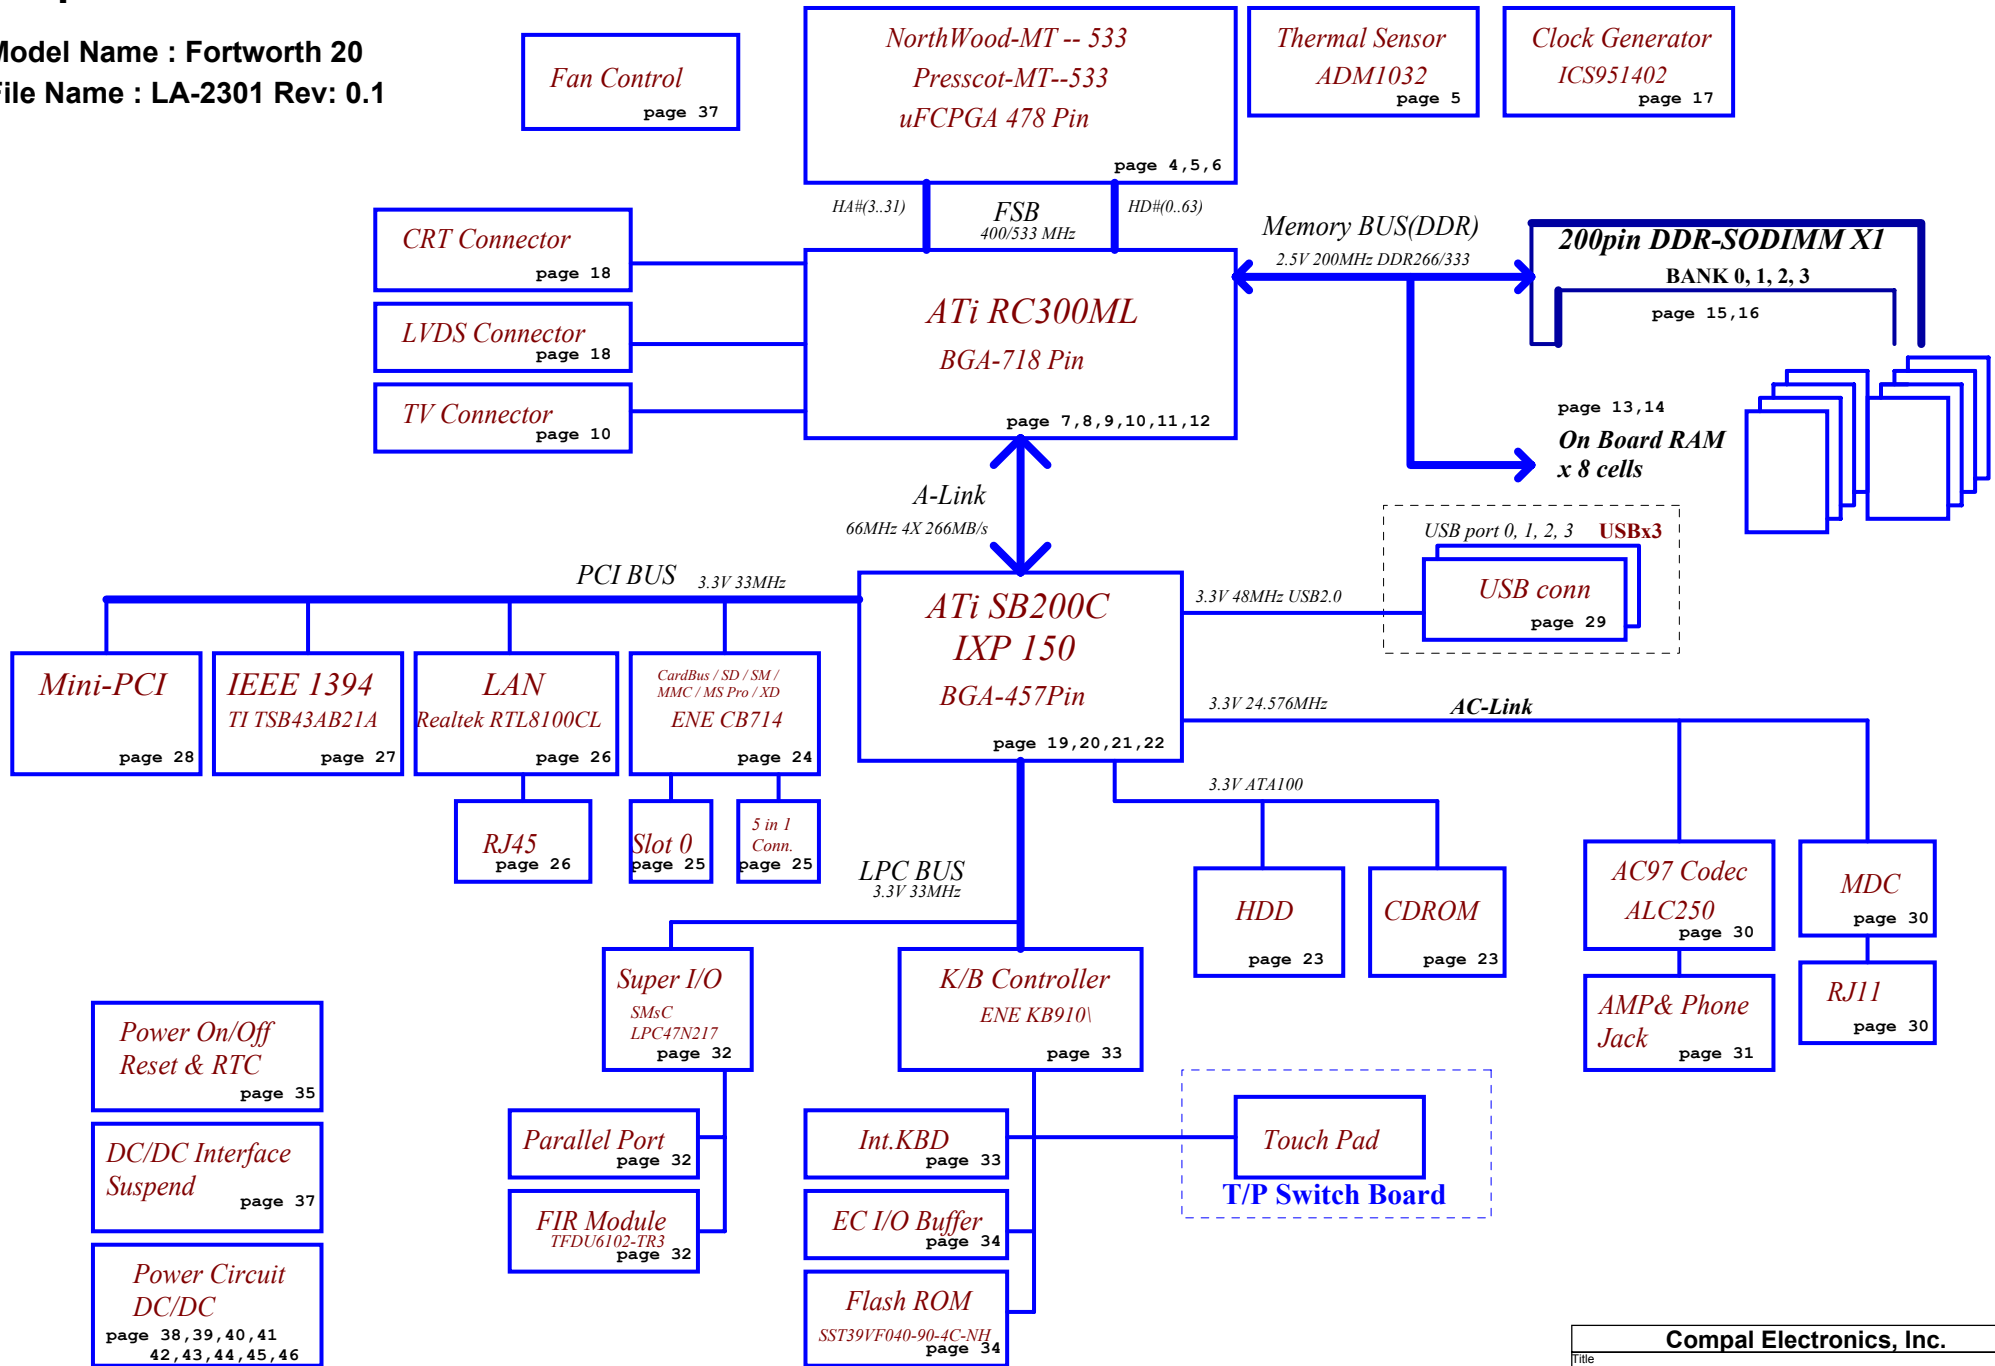 Model Name : Fortworth 20
File Name : LA-2301 Rev: 0.1
Fan Control
page 37
NorthWood-MT -- 533
Presscot-MT--533
uFCPGA 478 Pin
page 4,5,6
Thermal Sensor
ADM1032
page 5
Clock Generator
ICS951402
page 17
HA#(3..31)
FSB
400/533 MHz
HD#(0..63)
CRT Connector
page 18
LVDS Connector
page 18
TV Connector
page 10
ATi RC300ML
BGA-718 Pin
page 7,8,9,10,11,12
Memory BUS(DDR)
2.5V 200MHz DDR266/333
200pin DDR-SODIMM X1
BANK 0, 1, 2, 3
page 15,16
page 13,14
On Board RAM
x 8 cells
A-Link
66MHz 4X 266MB/s
USB port 0, 1, 2, 3 USBx3
USB conn
page 29
3.3V 48MHz USB2.0
PCI BUS 3.3V 33MHz
ATi SB200C
IXP 150
BGA-457Pin
page 19,20,21,22
Mini-PCI
page 28
IEEE 1394
TI TSB43AB21A
page 27
LAN
Realtek RTL8100CL
page 26
CardBus / SD / SM /
MMC / MS Pro / XD
ENE CB714
page 24
3.3V 24.576MHz
AC-Link
3.3V ATA100
RJ45
page 26
Slot 0
page 25
5 in 1
Conn.
page 25
LPC BUS
3.3V 33MHz
HDD
page 23
CDROM
page 23
AC97 Codec
ALC250
page 30
MDC
page 30
AMP& Phone
Jack
page 31
RJ11
page 30
Super I/O
SMsC
LPC47N217
page 32
K/B Controller
ENE KB910\
page 33
Power On/Off
Reset & RTC
page 35
DC/DC Interface
Suspend
page 37
Power Circuit
DC/DC
page 38,39,40,41
42,43,44,45,46
Parallel Port
page 32
FIR Module
TFDU6102-TR3
page 32
Int.KBD
page 33
EC I/O Buffer
page 34
Flash ROM
SST39VF040-90-4C-NH
page 34
Touch Pad
T/P Switch Board
Compal Electronics, Inc.
Title